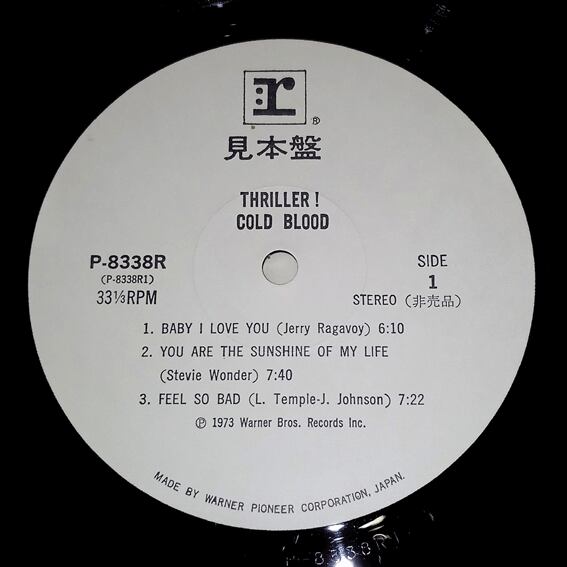 r
®
見本盤
THRILLER!
COLD BLOOD
P-8338R
(P-8338R1)
33⅓RPM
SIDE
1
STEREO (非売品)
1. BABY I LOVE YOU (Jerry Ragavoy) 6:10
2. YOU ARE THE SUNSHINE OF MY LIFE
(Stevie Wonder) 7:40
3. FEEL SO BAD (L. Temple-J. Johnson) 7:22
℗ 1973 Warner Bros. Records Inc.
MADE BY WARNER PIONEER CORPORATION, JAPAN.
P-8338R1